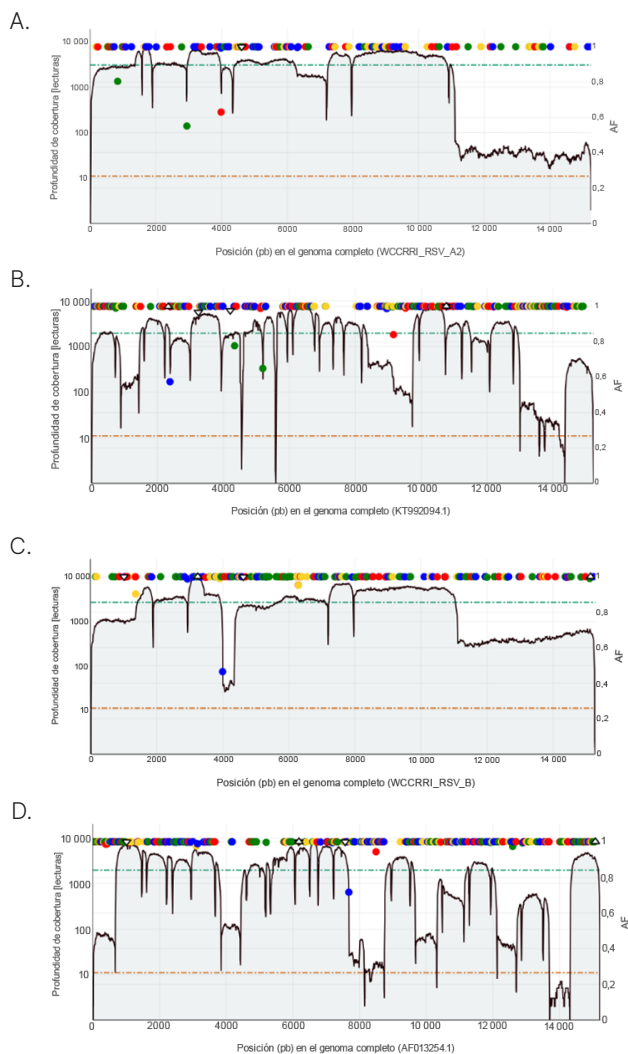 A.
Profundidad de cobertura [lecturas]
10 000
1000
100
10
1
0,8
0,6
0,4
0,2
0
AF
0 2000 4000 6000 8000 10 000 12 000 14 000
Posición (pb) en el genoma completo (WCCRRI_RSV_A2)
B.
Profundidad de cobertura [lecturas]
10 000
1000
100
10
1
0,8
0,6
0,4
0,2
0
AF
0 2000 4000 6000 8000 10 000 12 000 14 000
Posición (pb) en el genoma completo (KT992094.1)
C.
Profundidad de cobertura [lecturas]
10 000
1000
100
10
1
0,8
0,6
0,4
0,2
0
AF
0 2000 4000 6000 8000 10 000 12 000 14 000
Posición (pb) en el genoma completo (WCCRRI_RSV_B)
D.
Profundidad de cobertura [lecturas]
10 000
1000
100
10
1
0,8
0,6
0,4
0,2
0
AF
0 2000 4000 6000 8000 10 000 12 000 14 000
Posición (pb) en el genoma completo (AF013254.1)